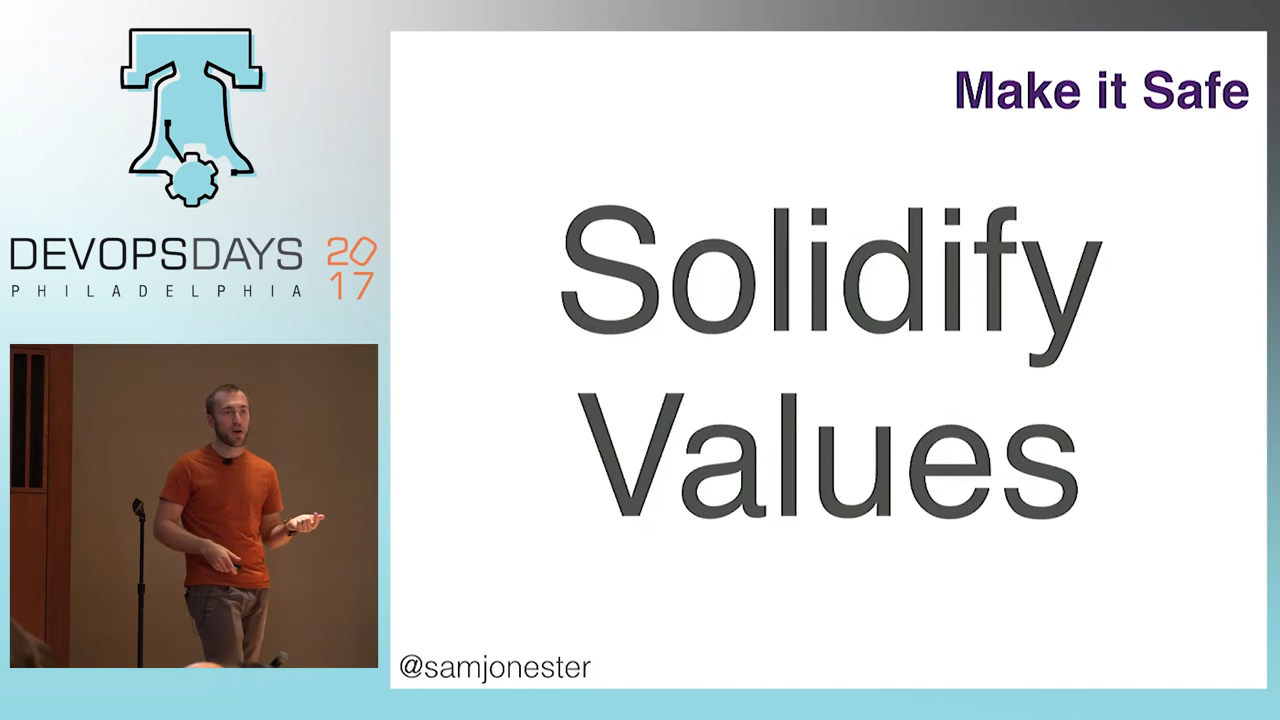 DEVOPSDAYS 20
PHILADELPHIA 17
Make it Safe
Solidify
Values
@samjonester